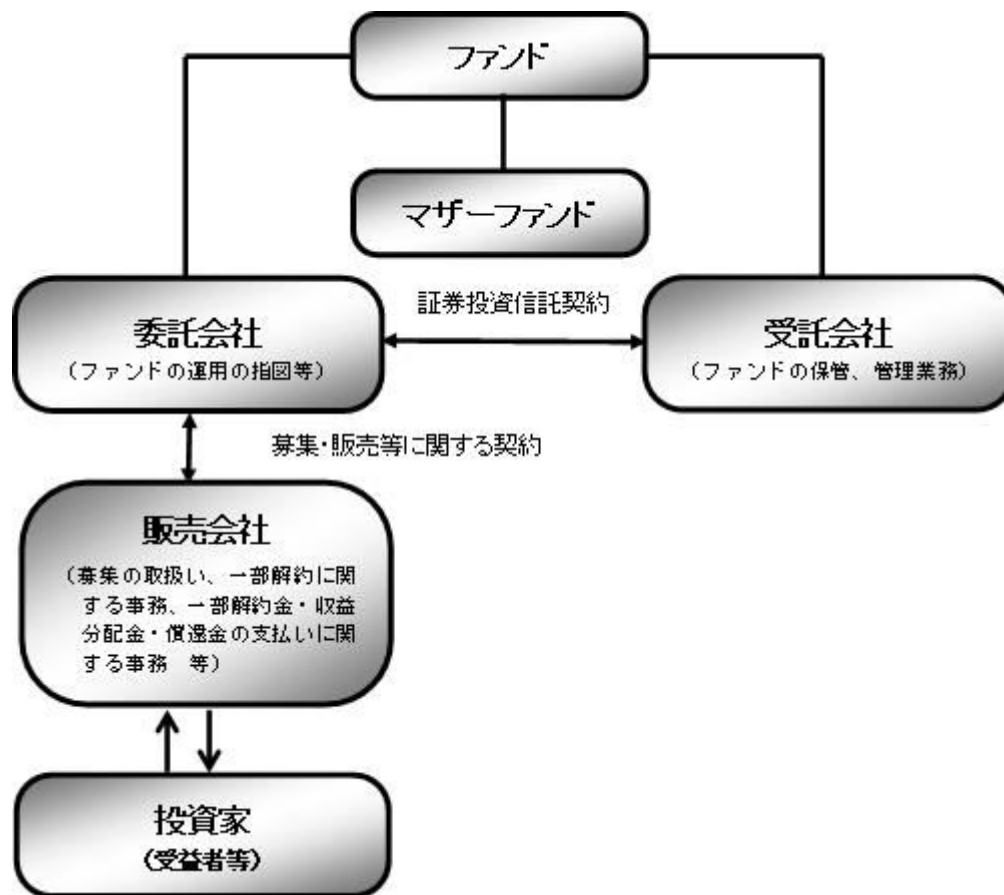 ファンド
マザーファンド
証券投資信託契約
委託会社
（ファンドの運用の指図等）
受託会社
（ファンドの保管、管理業務）
募集・販売等に関する契約
販売会社
（募集の取扱い、一部解約に関
する事務、一部解約金・収益
分配金・償還金の支払いに関
する事務　等）
投資家
（受益者等）